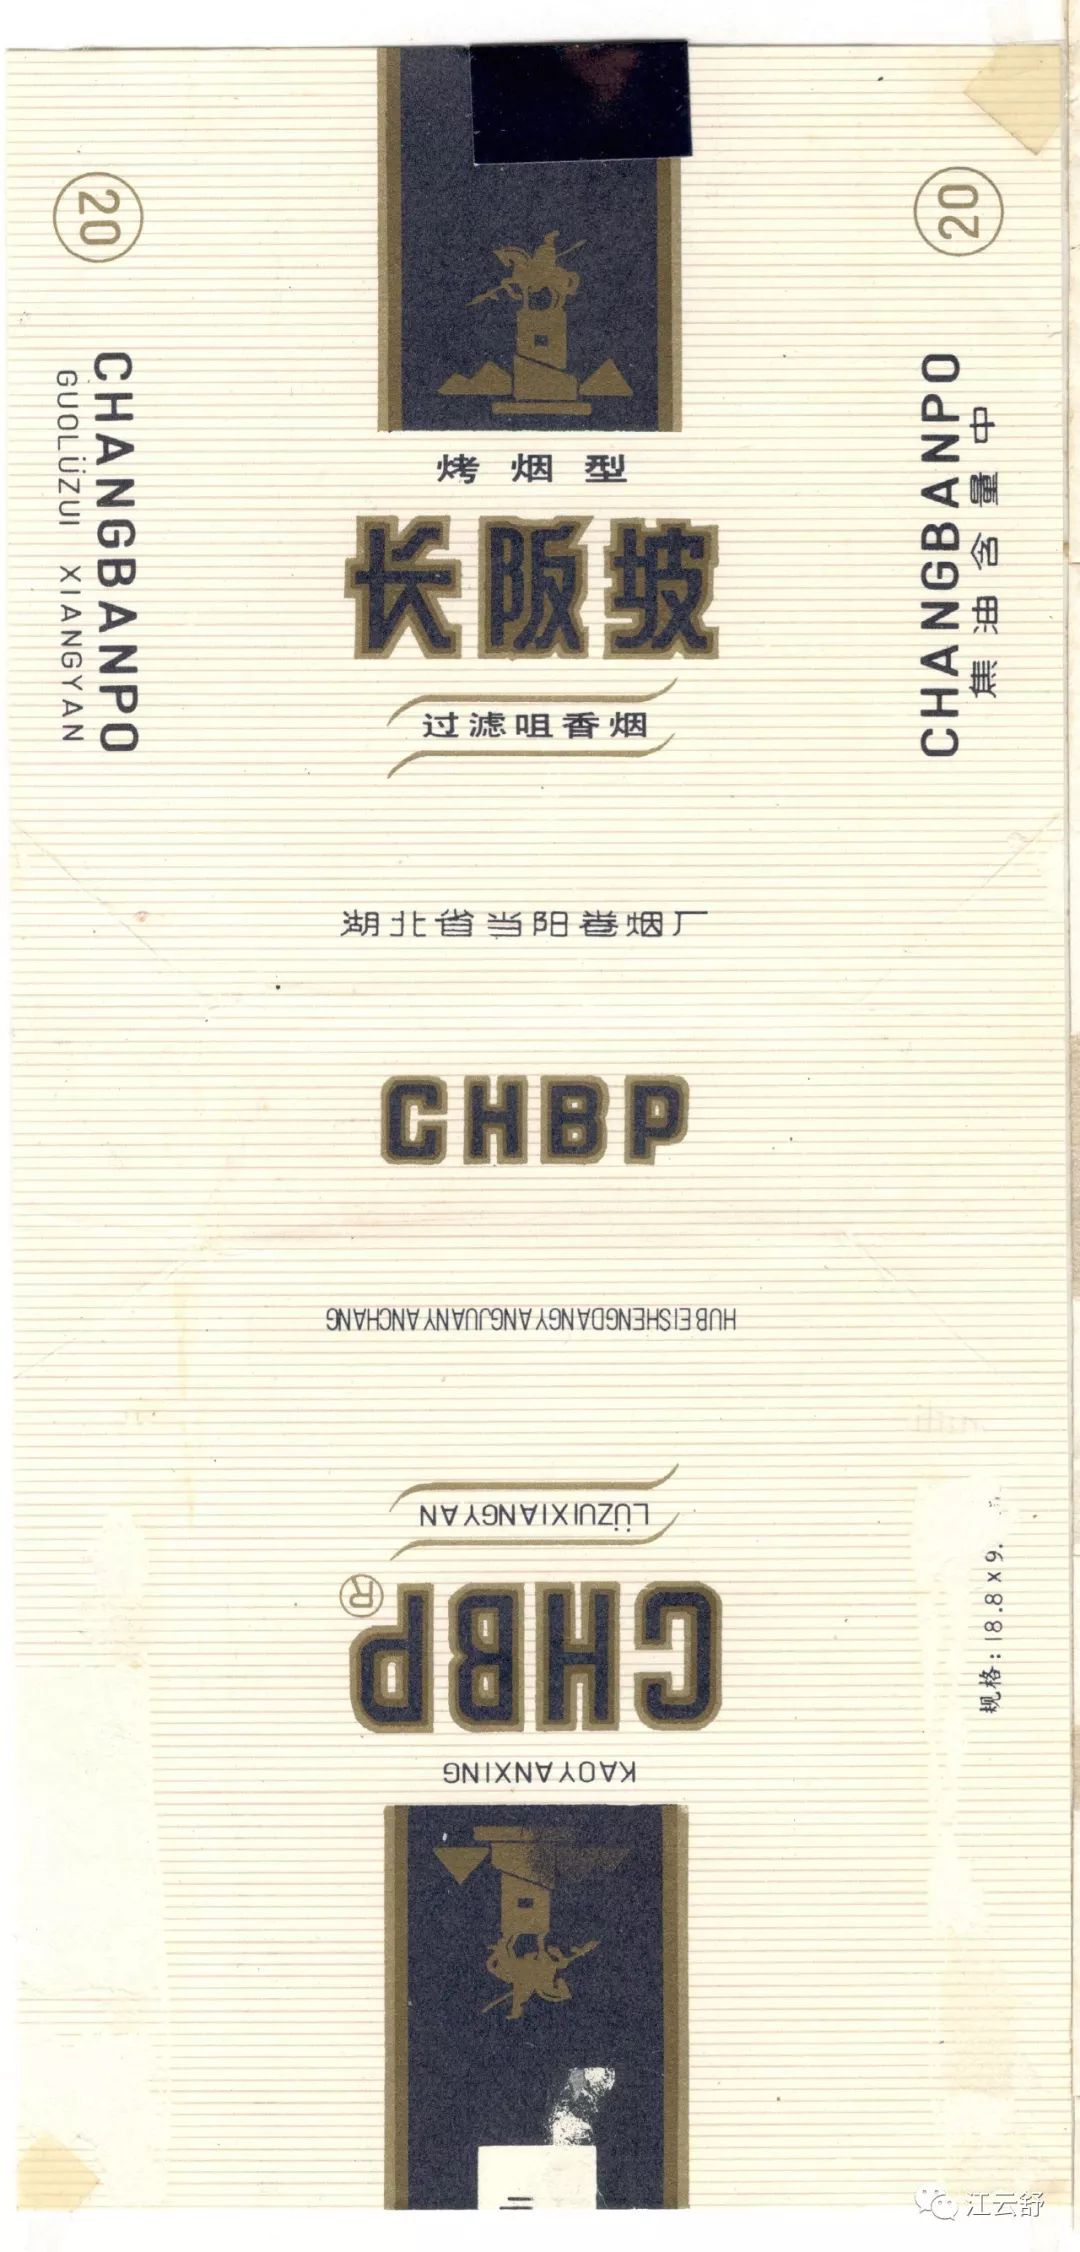 20
20
CHANGBANPO
GUOLÜZUI XIANGYAN
CHANGBANPO
焦油含量中
烤烟型
长阪坡
过滤咀香烟
湖北省当阳卷烟厂
CHBP
HUBEISHENGDANGYANGJUANYANCHANG
LÜZUIXIANGYAN
CHBP®
KAOYANXING
规格:18.8×9.
江云舒